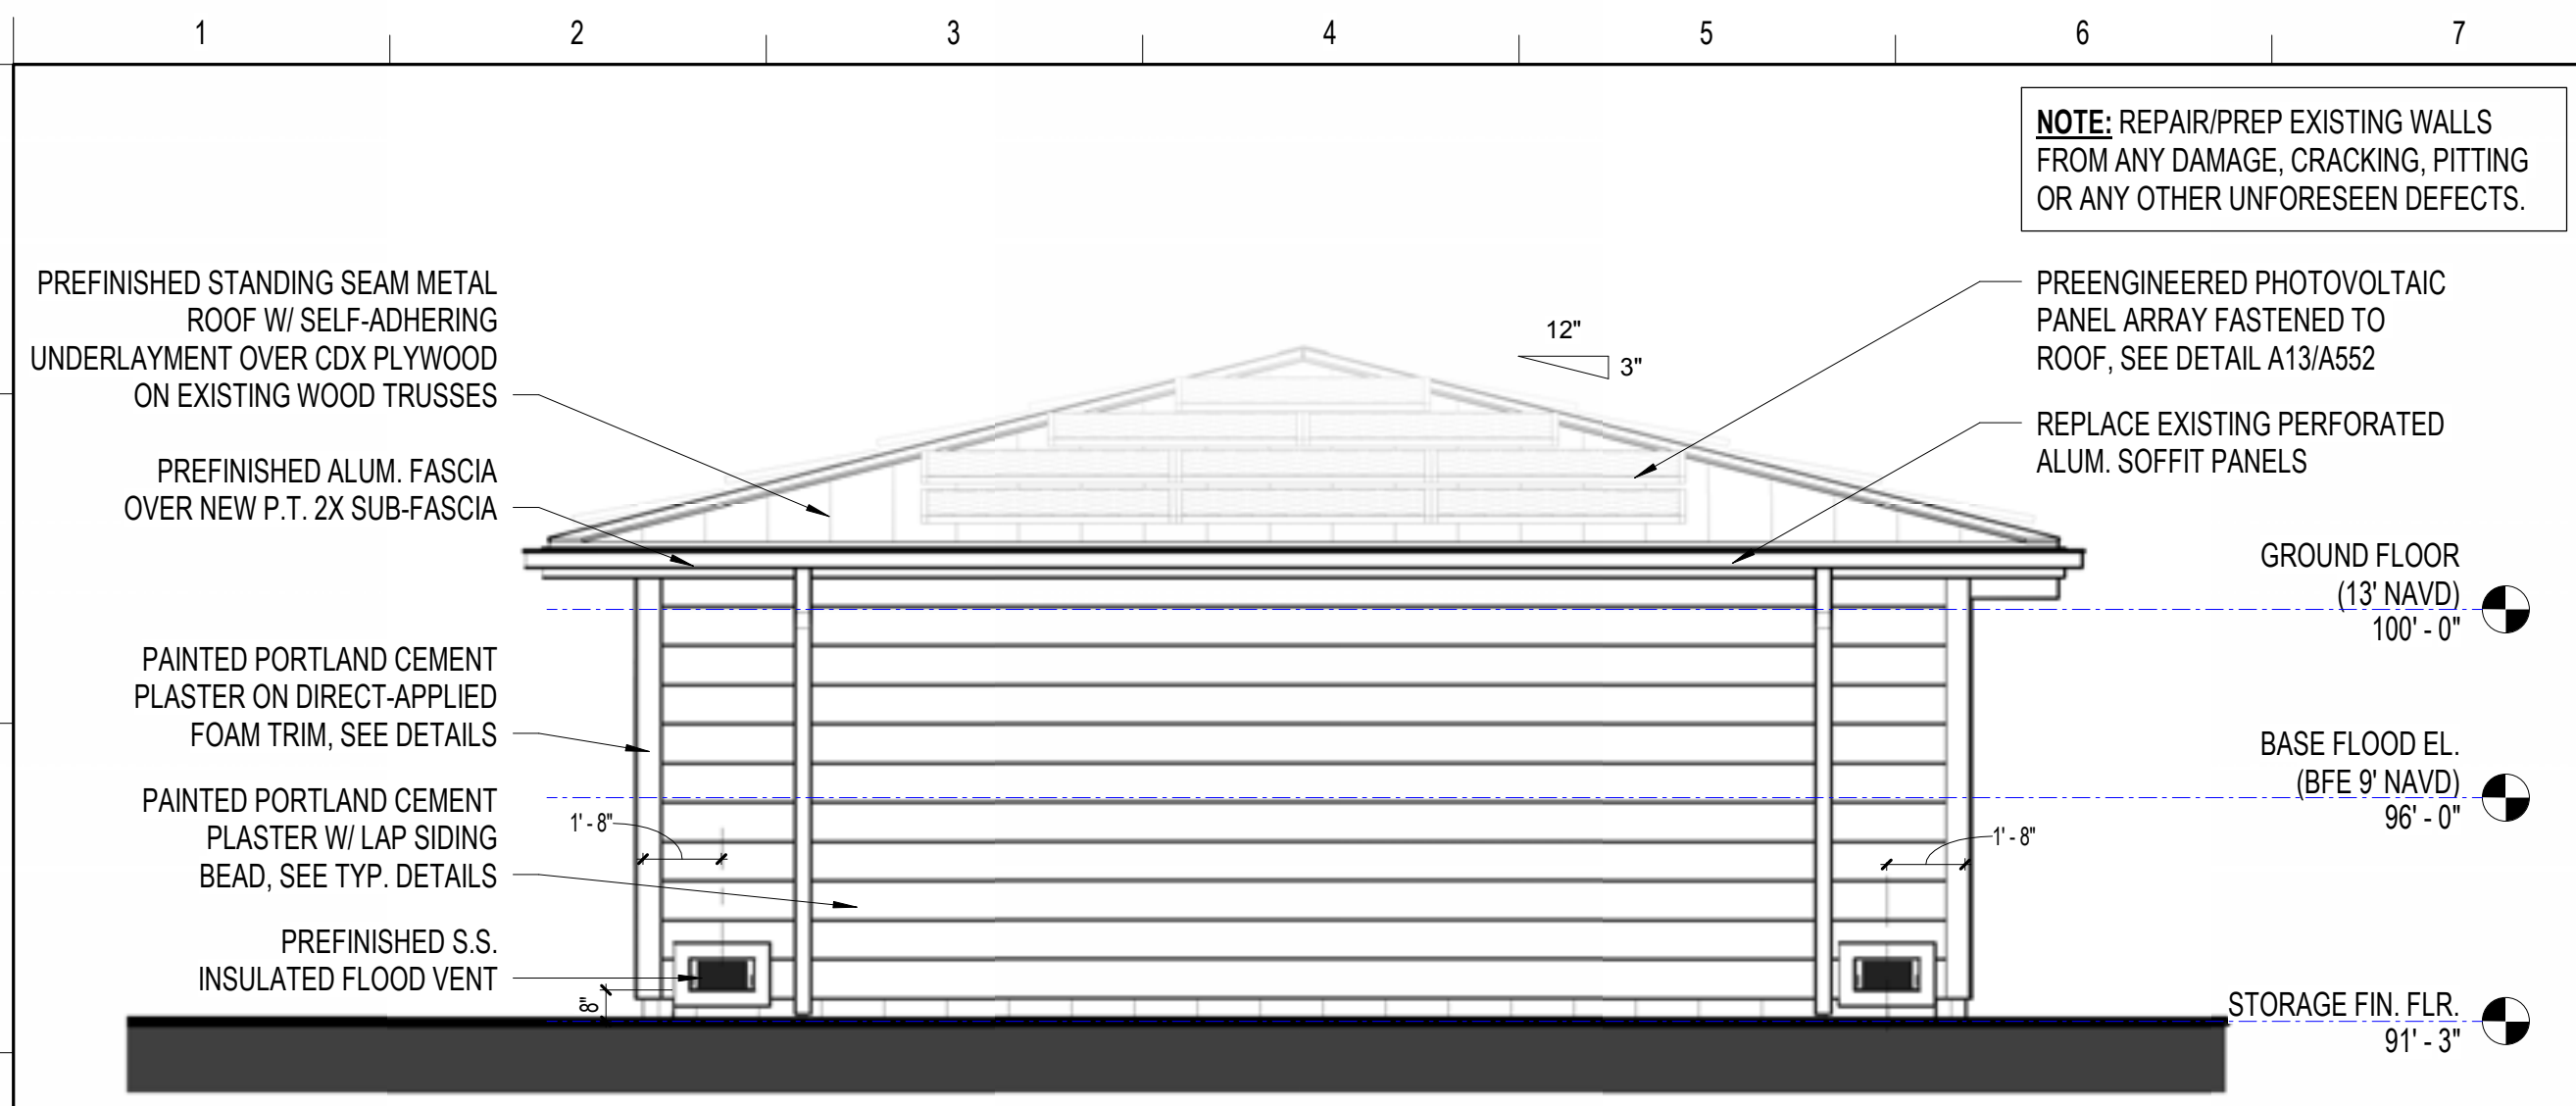 1 2 3 4 5 6 7
NOTE: REPAIR/PREP EXISTING WALLS
FROM ANY DAMAGE, CRACKING, PITTING
OR ANY OTHER UNFORESEEN DEFECTS.
PREFINISHED STANDING SEAM METAL
ROOF W/ SELF-ADHERING
UNDERLAYMENT OVER CDX PLYWOOD
ON EXISTING WOOD TRUSSES
PREFINISHED ALUM. FASCIA
OVER NEW P.T. 2X SUB-FASCIA
PAINTED PORTLAND CEMENT
PLASTER ON DIRECT-APPLIED
FOAM TRIM, SEE DETAILS
PAINTED PORTLAND CEMENT
PLASTER W/ LAP SIDING
BEAD, SEE TYP. DETAILS
PREFINISHED S.S.
INSULATED FLOOD VENT
12"
3"
1' - 8"
8"
1' - 8"
PREENGINEERED PHOTOVOLTAIC
PANEL ARRAY FASTENED TO
ROOF, SEE DETAIL A13/A552
REPLACE EXISTING PERFORATED
ALUM. SOFFIT PANELS
GROUND FLOOR
(13' NAVD)
100' - 0"
BASE FLOOD EL.
(BFE 9' NAVD)
96' - 0"
STORAGE FIN. FLR.
91' - 3"